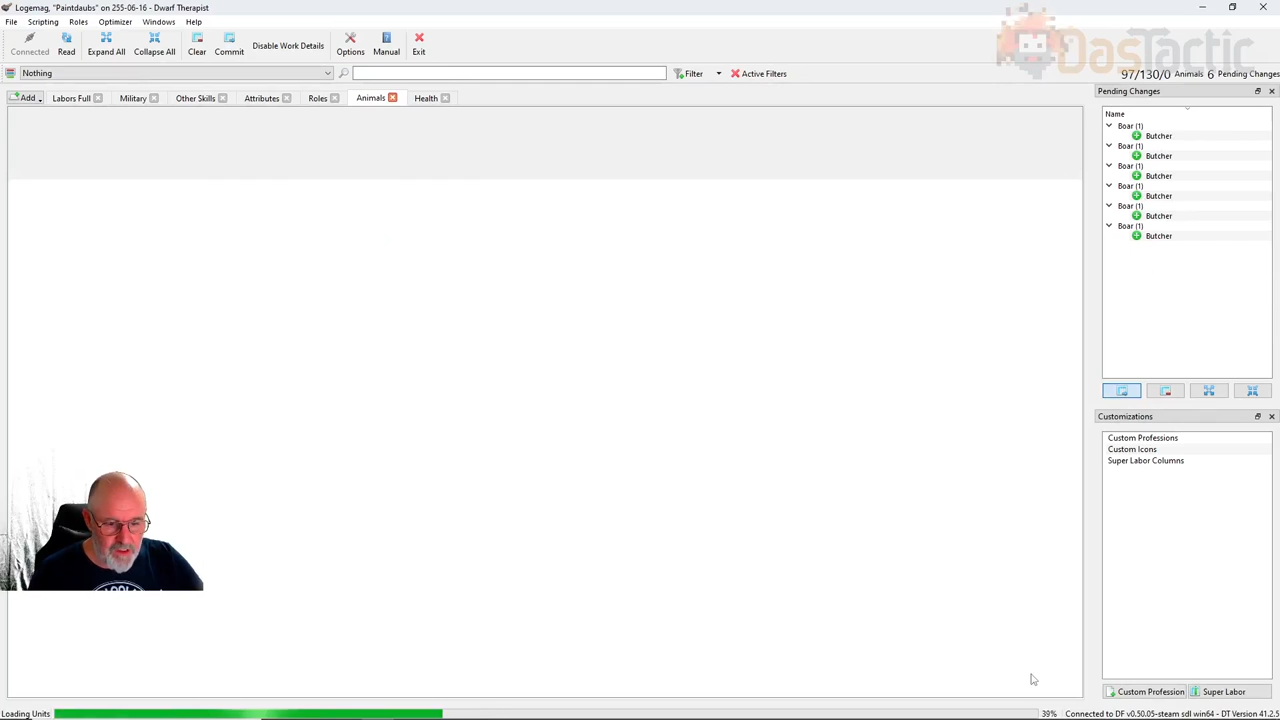 Logemag, "Paintdaubs" on 255-06-16 - Dwarf Therapist
File Scripting Roles Optimizer Windows Help
Connected Read Expand All Collapse All Clear Commit Disable Work Details Options Manual Exit
DasTactic
Nothing Filter Active Filters 97/130/0 Animals 6 Pending Changes
Add... Labors Full Military Other Skills Attributes Roles Animals Health
Pending Changes
Name
Boar (1)
Butcher
Boar (1)
Butcher
Boar (1)
Butcher
Boar (1)
Butcher
Boar (1)
Butcher
Boar (1)
Butcher
Customizations
Custom Professions
Custom Icons
Super Labor Columns
Custom Profession Super Labor
Loading Units 39% Connected to DF v0.50.05-steam sdl win64 - DT Version 41.2.5